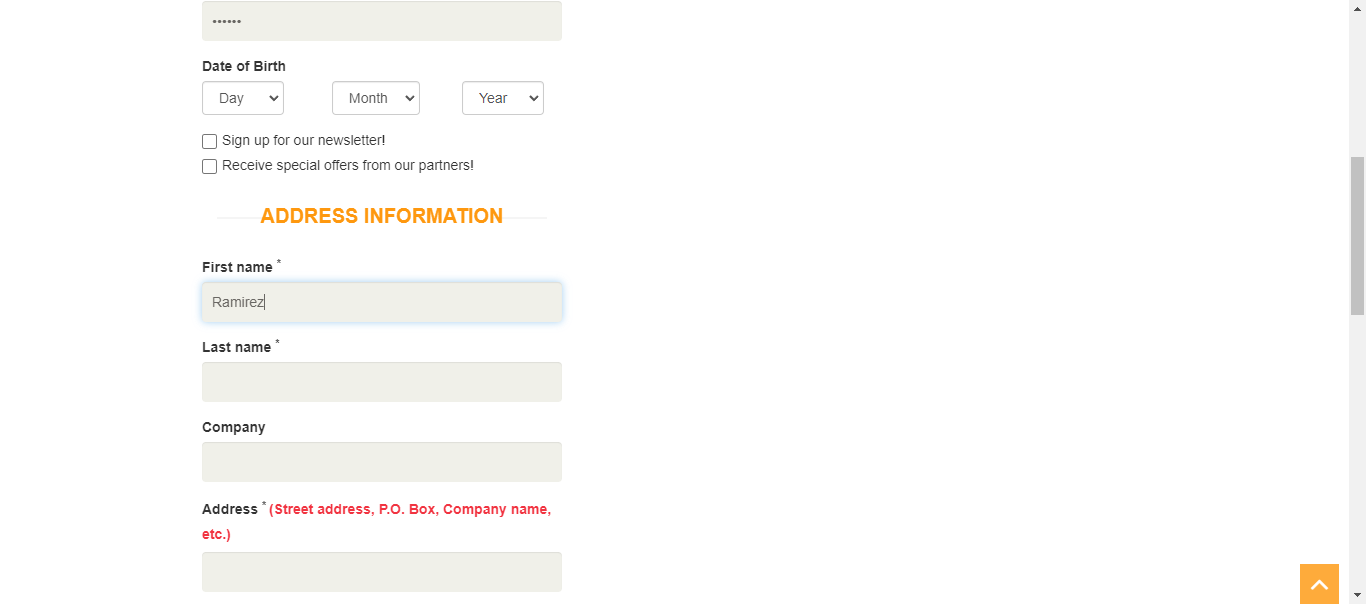 ••••••
Date of Birth
Day Month Year
Sign up for our newsletter!
Receive special offers from our partners!
ADDRESS INFORMATION
First name *
Ramirez
Last name *
Company
Address * (Street address, P.O. Box, Company name,
etc.)